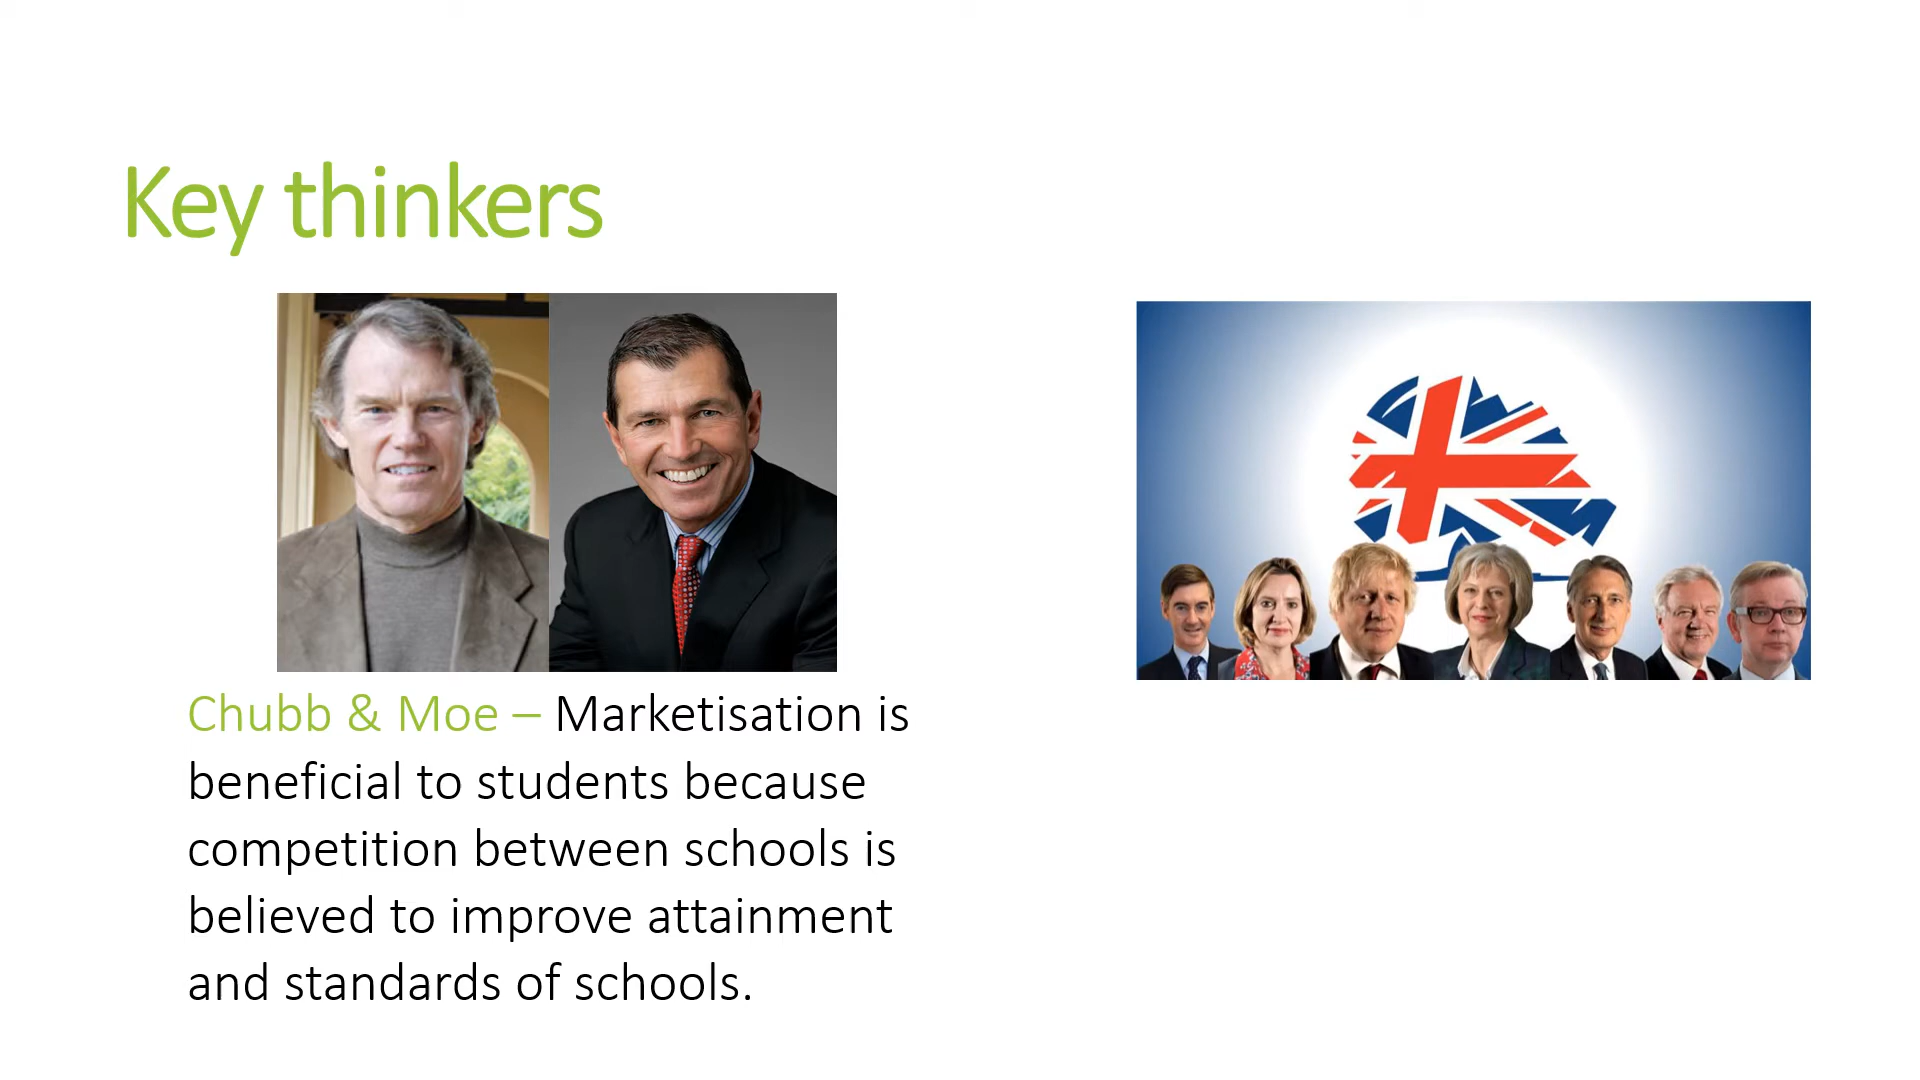 Key thinkers
Chubb & Moe – Marketisation is
beneficial to students because
competition between schools is
believed to improve attainment
and standards of schools.